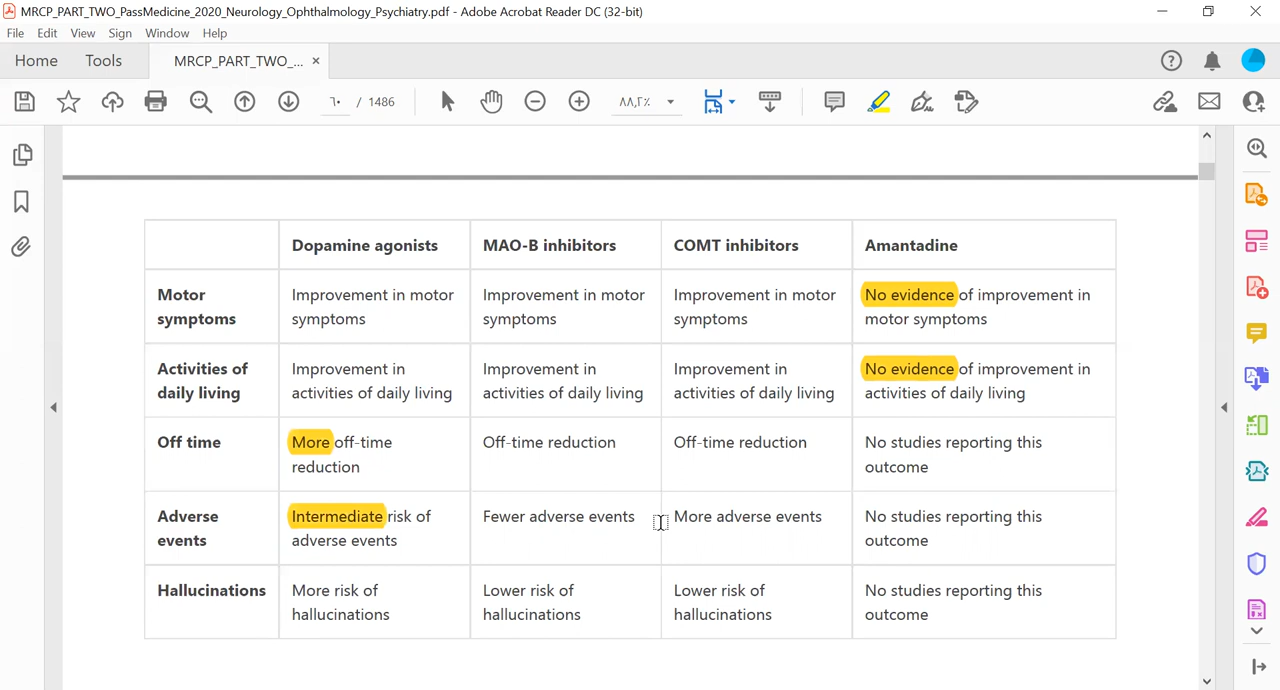 MRCP_PART_TWO_PassMedicine_2020_Neurology_Ophthalmology_Psychiatry.pdf - Adobe Acrobat Reader DC (32-bit)
File Edit View Sign Window Help
Home Tools MRCP_PART_TWO_... ×
٦٠ / 1486 ٨٨,٢٪
Dopamine agonists MAO-B inhibitors COMT inhibitors Amantadine
Motor Improvement in motor Improvement in motor Improvement in motor No evidence of improvement in
symptoms symptoms symptoms symptoms motor symptoms
Activities of Improvement in Improvement in Improvement in No evidence of improvement in
daily living activities of daily living activities of daily living activities of daily living activities of daily living
Off time More off-time Off-time reduction Off-time reduction No studies reporting this
reduction outcome
Adverse Intermediate risk of Fewer adverse events More adverse events No studies reporting this
events adverse events outcome
Hallucinations More risk of Lower risk of Lower risk of No studies reporting this
hallucinations hallucinations hallucinations outcome